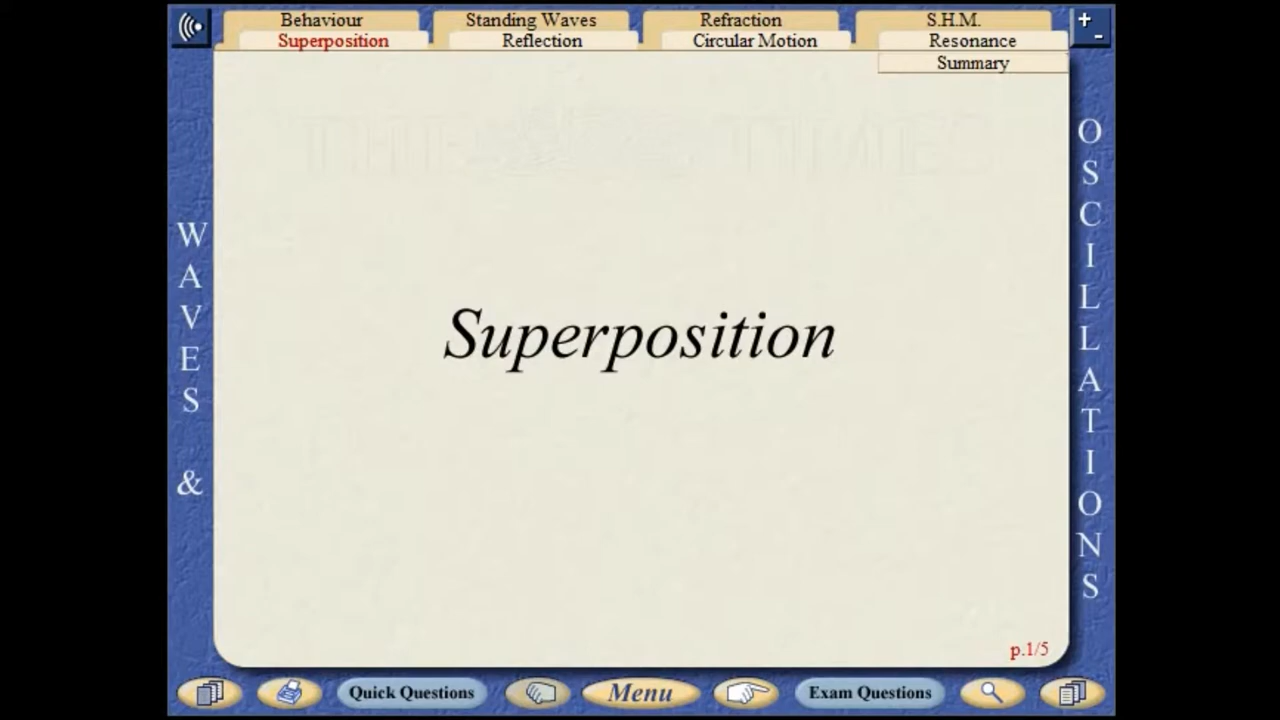 Behaviour
Standing Waves
Refraction
S.H.M.
+
-
Superposition
Reflection
Circular Motion
Resonance
Summary
WAVES &
Superposition
OSCILLATIONS
p.1/5
Quick Questions
Menu
Exam Questions